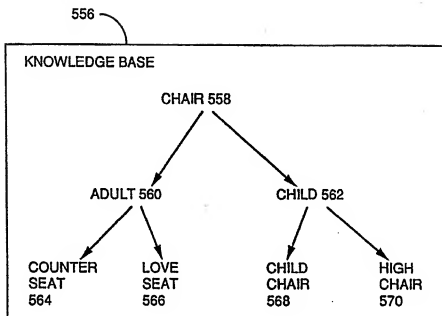 556
KNOWLEDGE BASE
CHAIR 558
ADULT 560 CHILD 562
COUNTER LOVE CHILD HIGH
SEAT SEAT CHAIR CHAIR
564 566 568 570